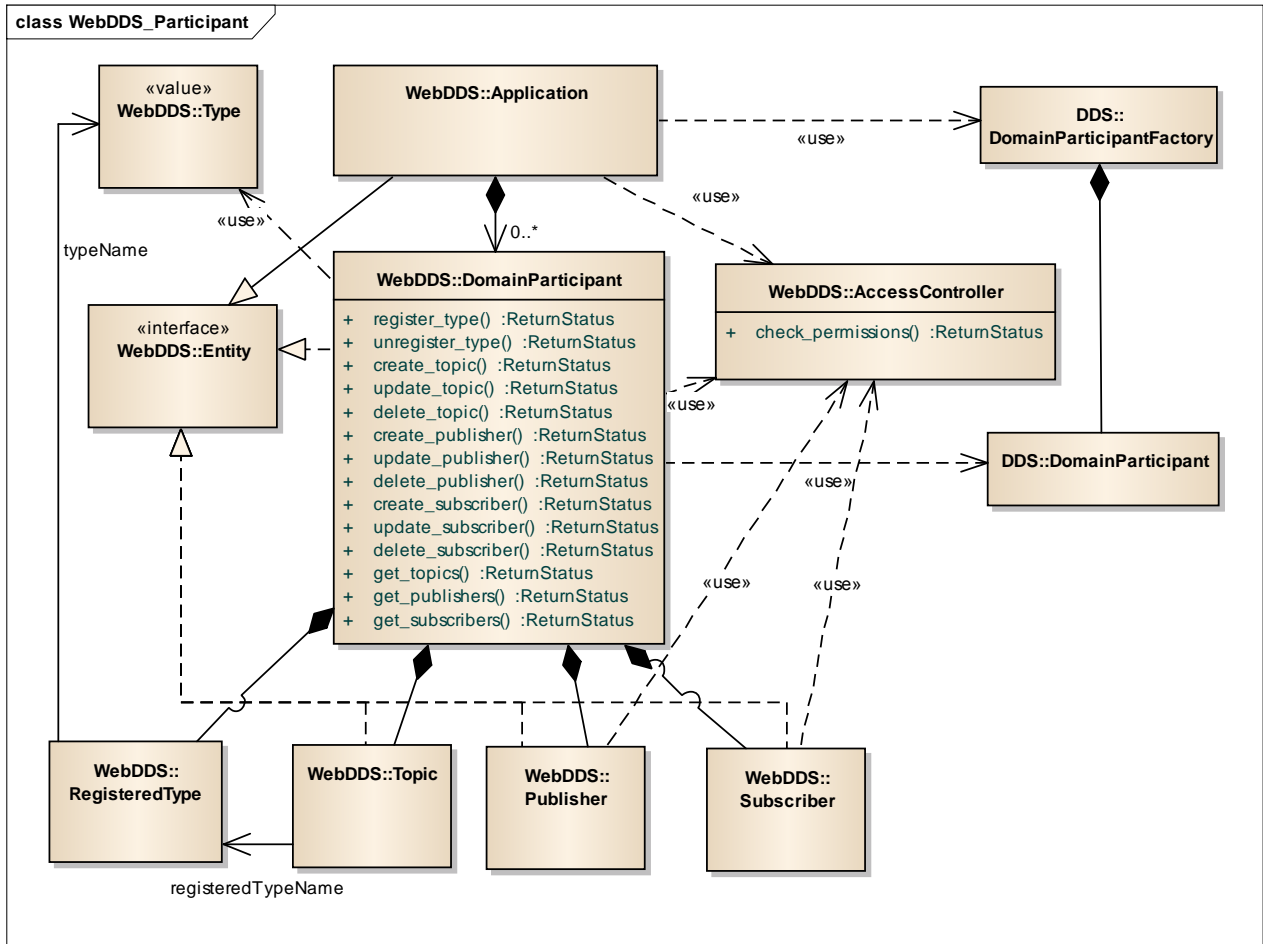 class WebDDS_Participant
«value»
WebDDS::Type
WebDDS::Application
DDS::
DomainParticipantFactory
«use»
«use»
«use»
0..*
typeName
WebDDS::DomainParticipant
+ register_type() :ReturnStatus
+ unregister_type() :ReturnStatus
+ create_topic() :ReturnStatus
+ update_topic() :ReturnStatus
+ delete_topic() :ReturnStatus
+ create_publisher() :ReturnStatus
+ update_publisher() :ReturnStatus
+ delete_publisher() :ReturnStatus
+ create_subscriber() :ReturnStatus
+ update_subscriber() :ReturnStatus
+ delete_subscriber() :ReturnStatus
+ get_topics() :ReturnStatus
+ get_publishers() :ReturnStatus
+ get_subscribers() :ReturnStatus
WebDDS::AccessController
+ check_permissions() :ReturnStatus
«interface»
WebDDS::Entity
«use»
DDS::DomainParticipant
«use»
«use»
«use»
WebDDS::
RegisteredType
WebDDS::Topic
WebDDS::
Publisher
WebDDS::
Subscriber
registeredTypeName